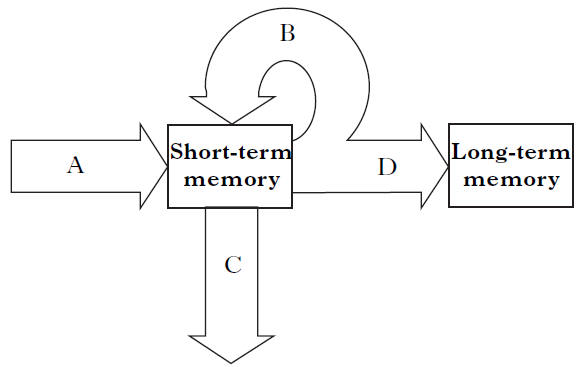 B
A
Short-term
memory
D
Long-term
memory
C